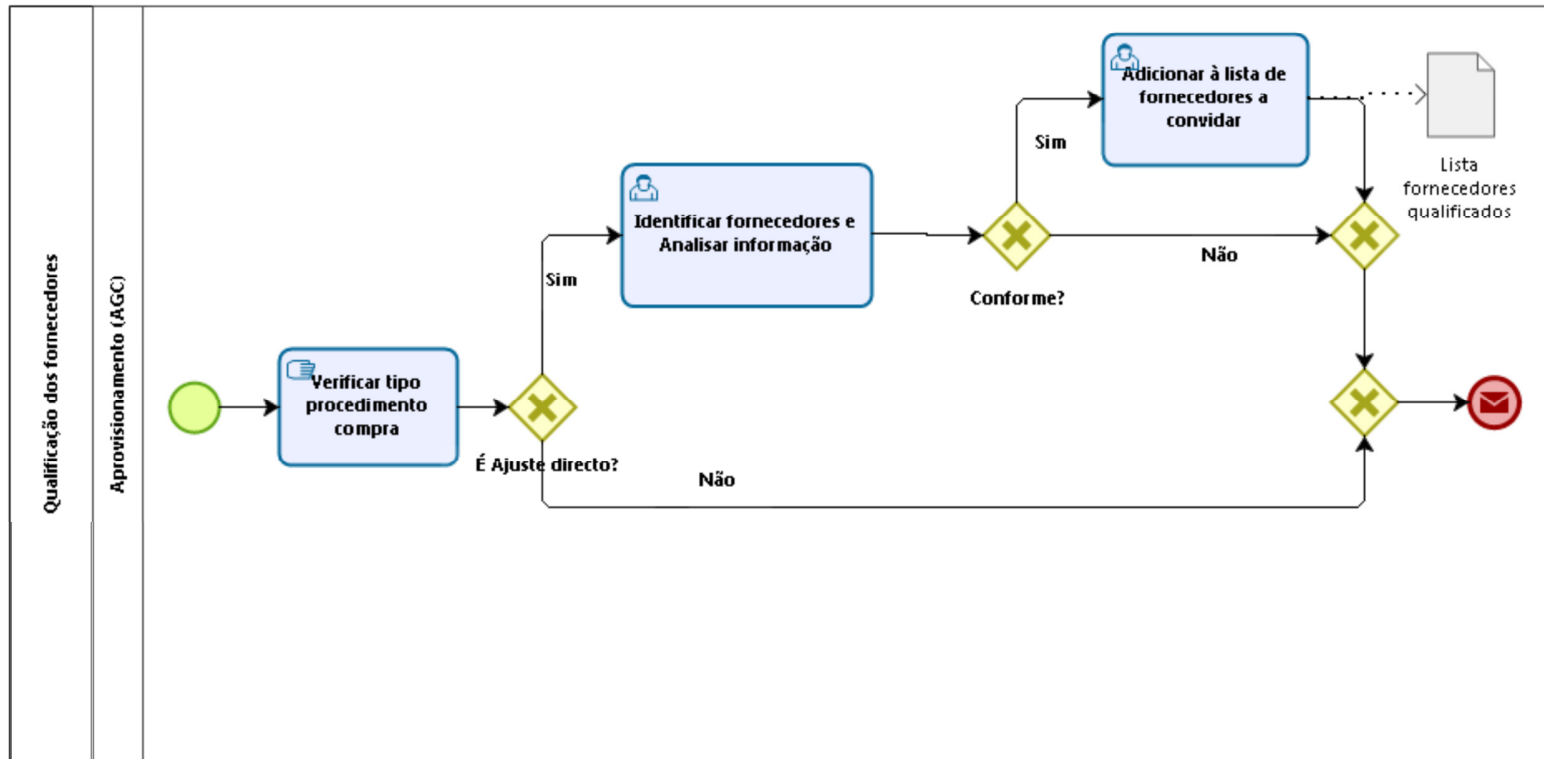 Qualificação dos fornecedores
Aprovisionamento (AGC)
Verificar tipo
procedimento
compra
É Ajuste directo?
Sim
Não
Identificar fornecedores e
Analisar informação
Conforme?
Sim
Não
Adicionar à lista de
fornecedores a
convidar
Lista
fornecedores
qualificados